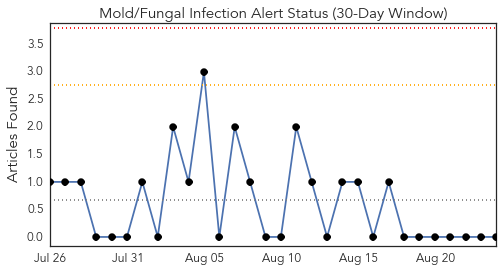 Mold/Fungal Infection Alert Status (30-Day Window)
Articles Found
3.5
3.0
2.5
2.0
1.5
1.0
0.5
0.0
Jul 26 Jul 31 Aug 05 Aug 10 Aug 15 Aug 20